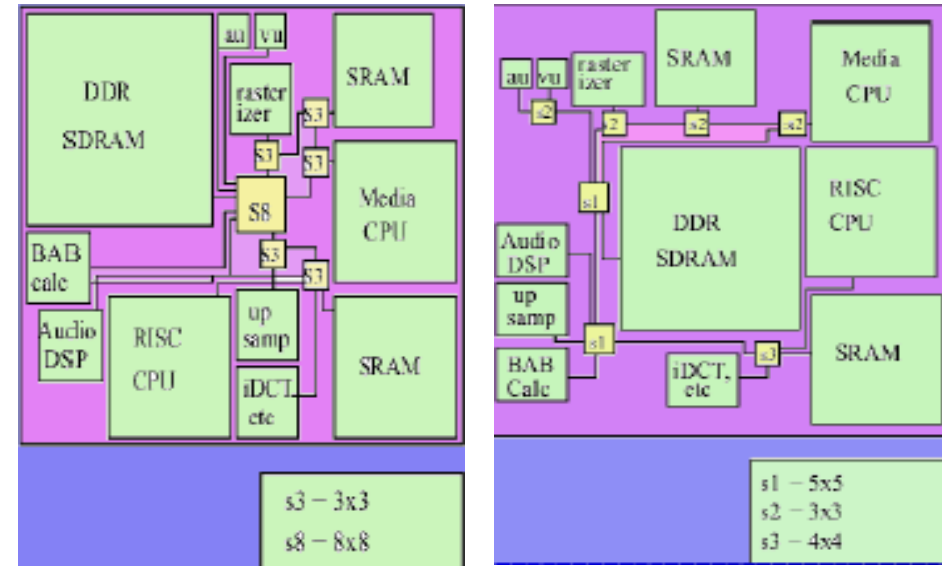 au vu
SRAM
DDR
SDRAM
raster
izer
S3
S3
S3
S8
Media
CPU
BAB
calc
S3
S3
Audio
DSP
RISC
CPU
up
samp
SRAM
iDCT,
etc
s3 – 3x3
s8 – 8x8
SRAM
Media
CPU
au vu
raster
izer
s2
s2
s2
s2
s1
RISC
CPU
DDR
SDRAM
Audio
DSP
up
samp
s1
s3
SRAM
BAB
Calc
iDCT,
etc
s1 – 5x5
s2 – 3x3
s3 – 4x4